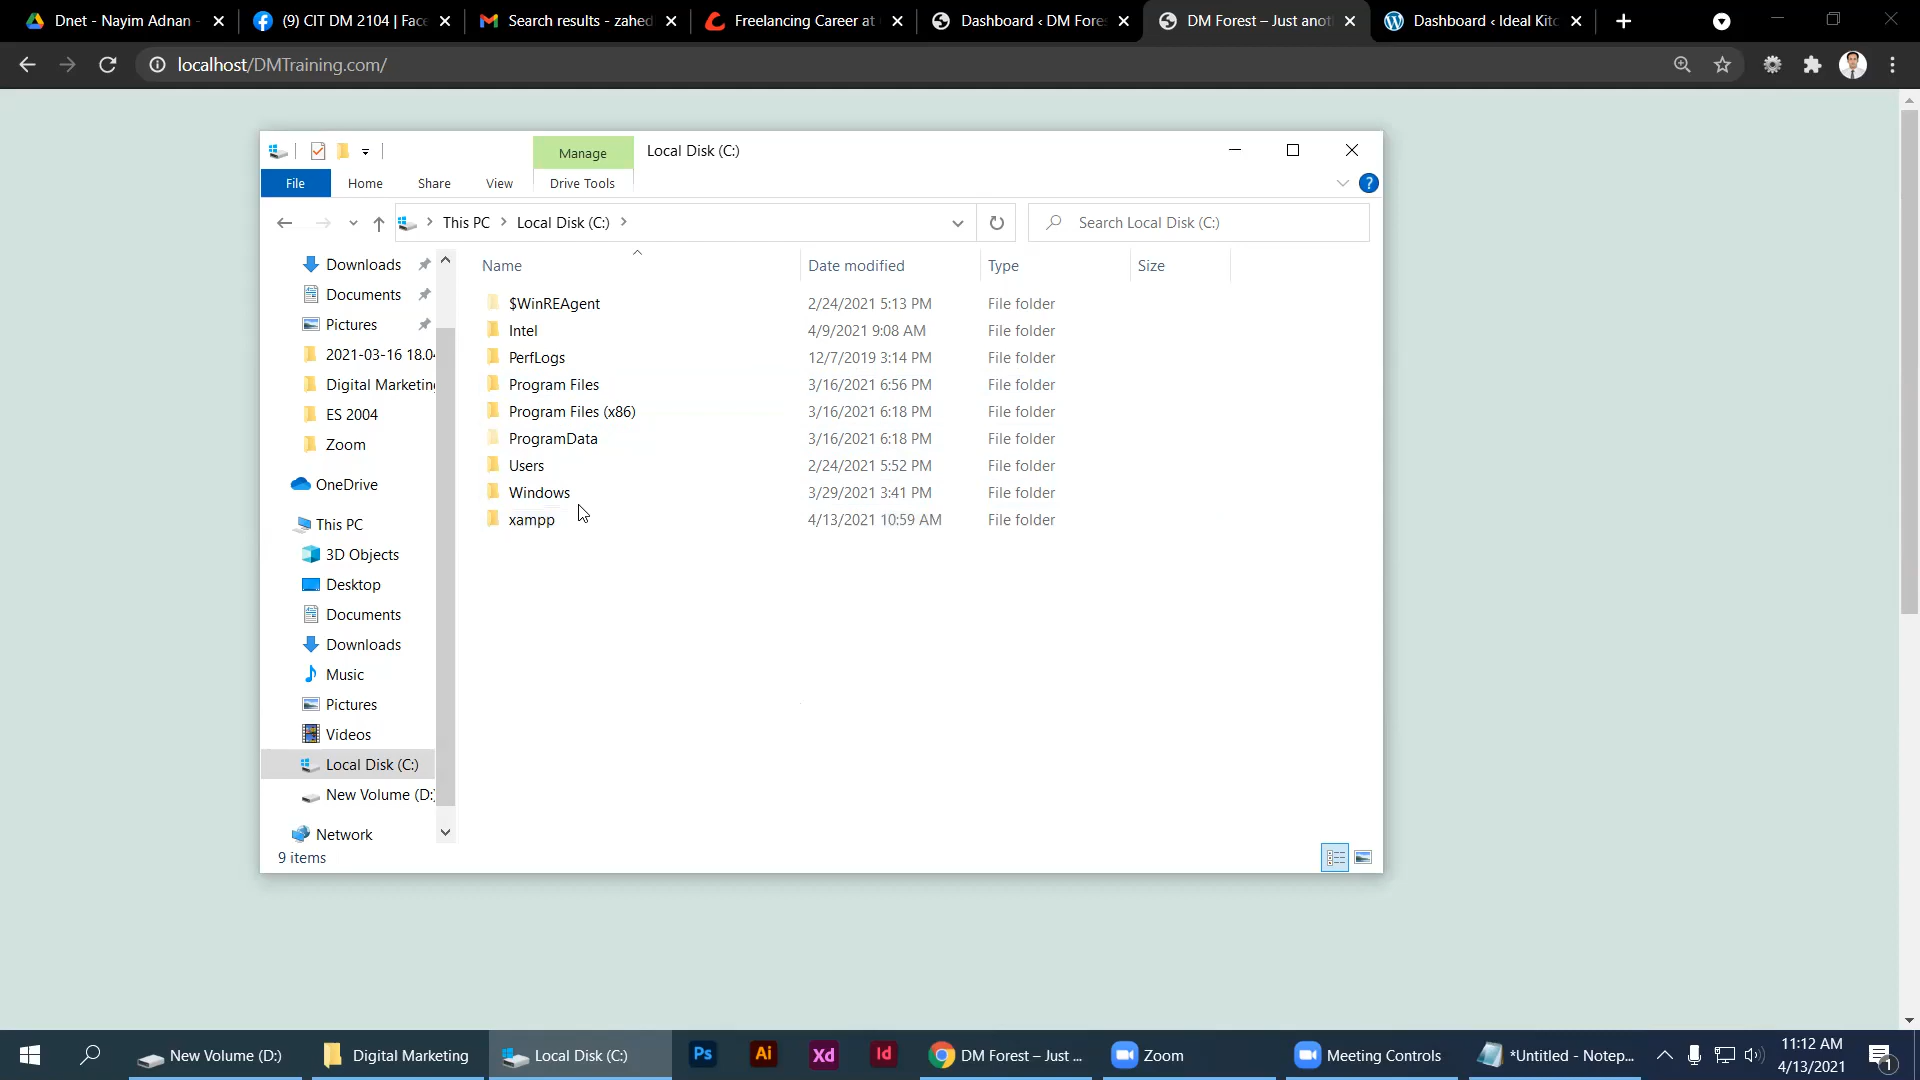 Dnet - Nayim Adnan -
(9) CIT DM 2104 | Face
Search results - zahed
Freelancing Career at
Dashboard ‹ DM Fores
DM Forest – Just anot
Dashboard ‹ Ideal Kitc
localhost/DMTraining.com/
Manage
Local Disk (C:)
File
Home
Share
View
Drive Tools
This PC
Local Disk (C:)
Search Local Disk (C:)
Name
Date modified
Type
Size
Downloads
Documents
Pictures
2021-03-16 18.04
Digital Marketing
ES 2004
Zoom
OneDrive
This PC
3D Objects
Desktop
Documents
Downloads
Music
Pictures
Videos
Local Disk (C:)
New Volume (D:)
Network
$WinREAgent 2/24/2021 5:13 PM File folder
Intel 4/9/2021 9:08 AM File folder
PerfLogs 12/7/2019 3:14 PM File folder
Program Files 3/16/2021 6:56 PM File folder
Program Files (x86) 3/16/2021 6:18 PM File folder
ProgramData 3/16/2021 6:18 PM File folder
Users 2/24/2021 5:52 PM File folder
Windows 3/29/2021 3:41 PM File folder
xampp 4/13/2021 10:59 AM File folder
9 items
New Volume (D:)
Digital Marketing
Local Disk (C:)
Ps
Ai
Xd
Id
DM Forest – Just ...
Zoom
Meeting Controls
*Untitled - Notep...
11:12 AM
4/13/2021
1